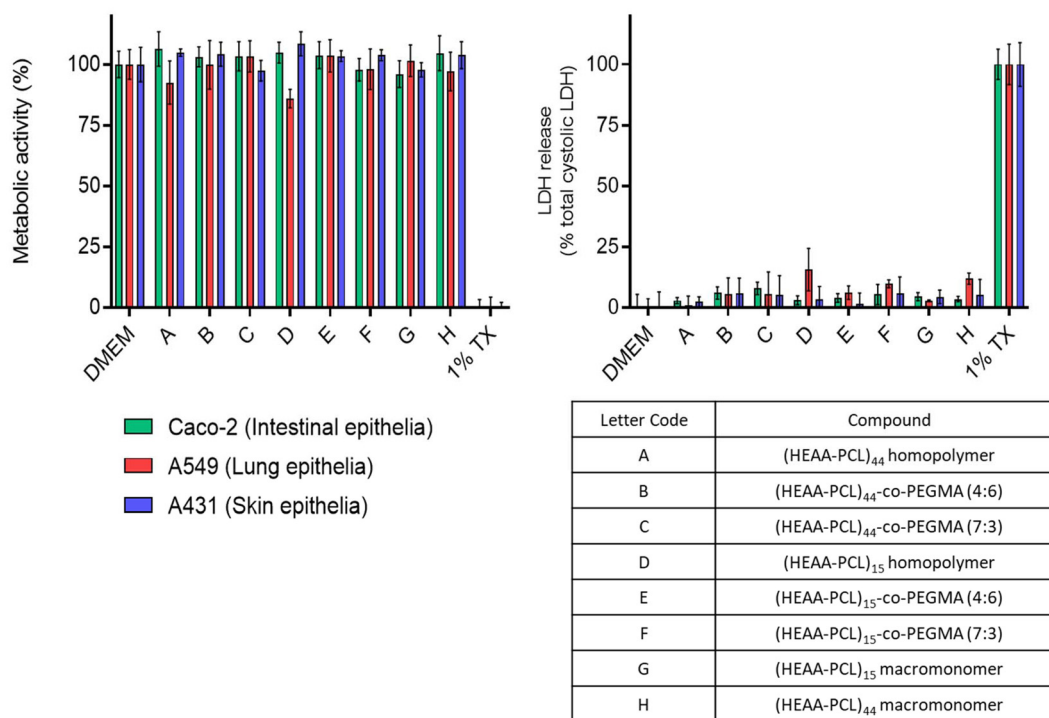 Metabolic activity (%)
100
75
50
25
0
DMEM
A
B
C
D
E
F
G
H
1% TX
LDH release
(% total cystolic LDH)
100
75
50
25
0
DMEM
A
B
C
D
E
F
G
H
1% TX
Caco-2 (Intestinal epithelia)
A549 (Lung epithelia)
A431 (Skin epithelia)
Letter Code Compound
A (HEAA-PCL)44 homopolymer
B (HEAA-PCL)44-co-PEGMA (4:6)
C (HEAA-PCL)44-co-PEGMA (7:3)
D (HEAA-PCL)15 homopolymer
E (HEAA-PCL)15-co-PEGMA (4:6)
F (HEAA-PCL)15-co-PEGMA (7:3)
G (HEAA-PCL)15 macromonomer
H (HEAA-PCL)44 macromonomer